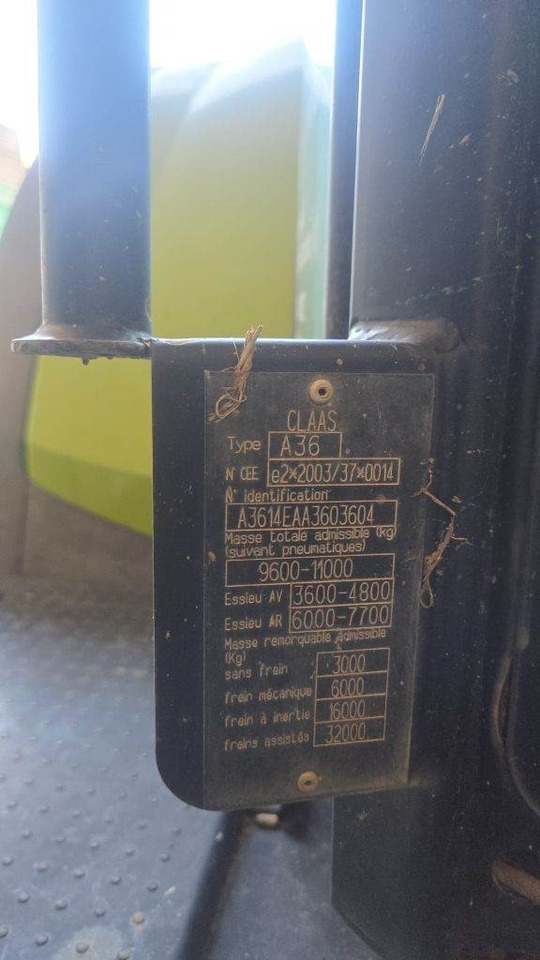 CLAAS
Type A36
N° CEE e2*2003/37*0014
N° identification
A3614EAA3603604
Masse totale admissible (kg)
(suivant pneumatiques)
9600-11000
Essieu AV 3600-4800
Essieu AR 6000-7700
Masse remorquable admissible
(Kg)
sans frein 3000
frein mécanique 6000
frein à inertie 16000
freins assistés 32000